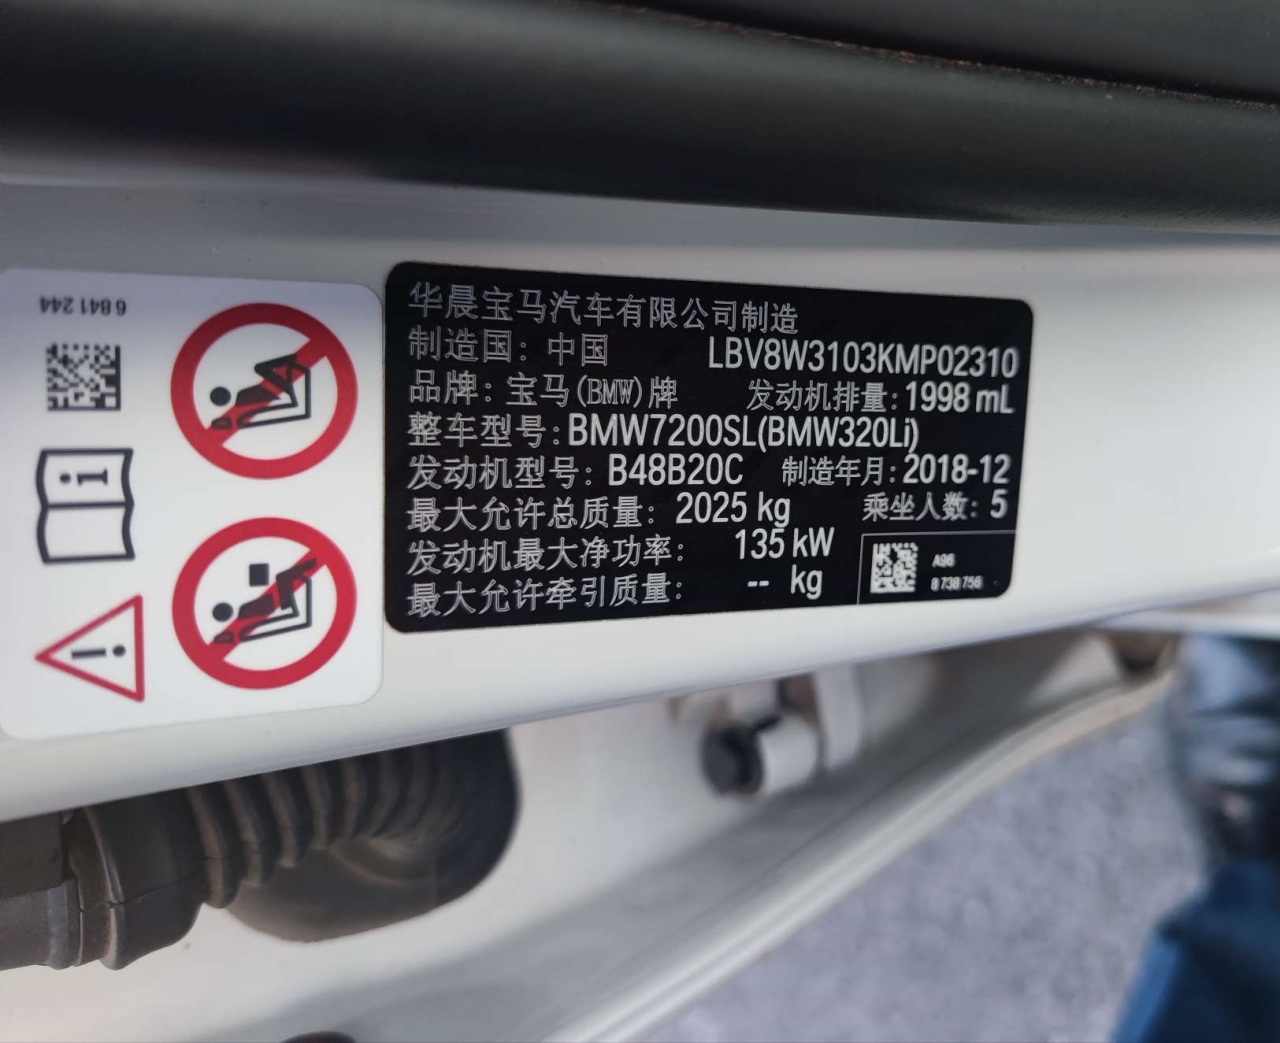 6 841 244
华晨宝马汽车有限公司制造
制造国：中国 LBV8W3103KMP02310
品牌：宝马(BMW)牌 发动机排量：1998 mL
整车型号：BMW7200SL(BMW320Li)
发动机型号：B48B20C 制造年月：2018-12
最大允许总质量：2025 kg 乘坐人数：5
发动机最大净功率：135 kW
最大允许牵引质量：-- kg
A96
8 738 756